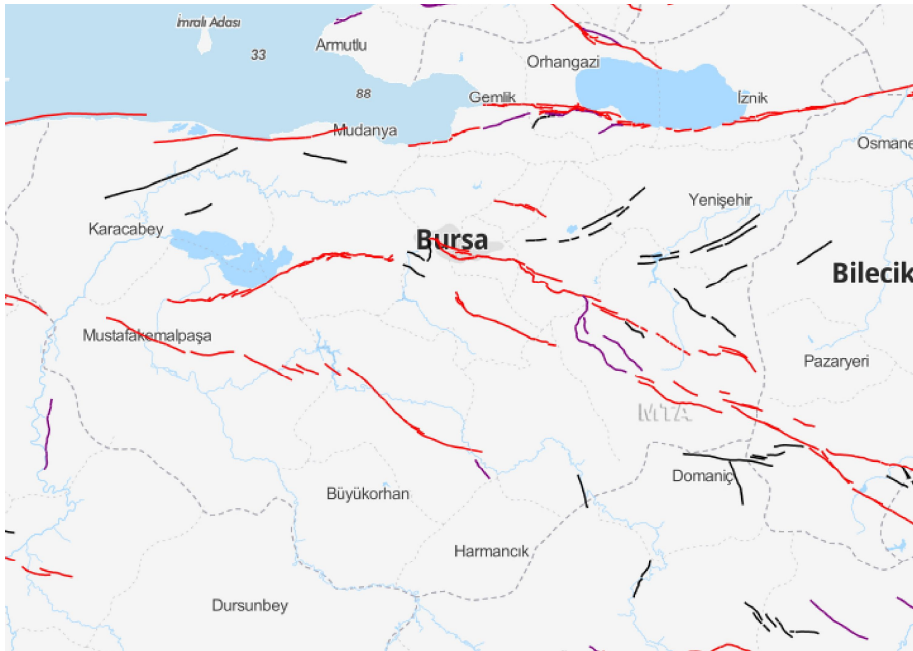 İmralı Adası
Armutlu
33
Orhangazi
88
Gemlik
İznik
Mudanya
Osmane
Yenişehir
Karacabey
Bursa
Bilecik
Mustafakemalpaşa
Pazaryeri
MTA
Domaniç
Büyükorhan
Harmancık
Dursunbey